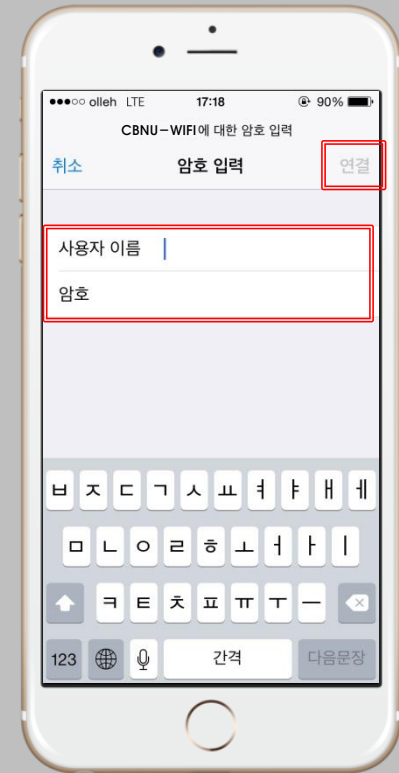 olleh LTE 17:18 90%
CBNU-WIFI에 대한 암호 입력
취소 암호 입력 연결
사용자 이름
암호
ㅂ ㅈ ㄷ ㄱ ㅅ ㅛ ㅕ ㅑ ㅐ ㅔ
ㅁ ㄴ ㅇ ㄹ ㅎ ㅗ ㅓ ㅏ ㅣ
ㅋ ㅌ ㅊ ㅍ ㅠ ㅜ ㅡ
123 간격 다음문장